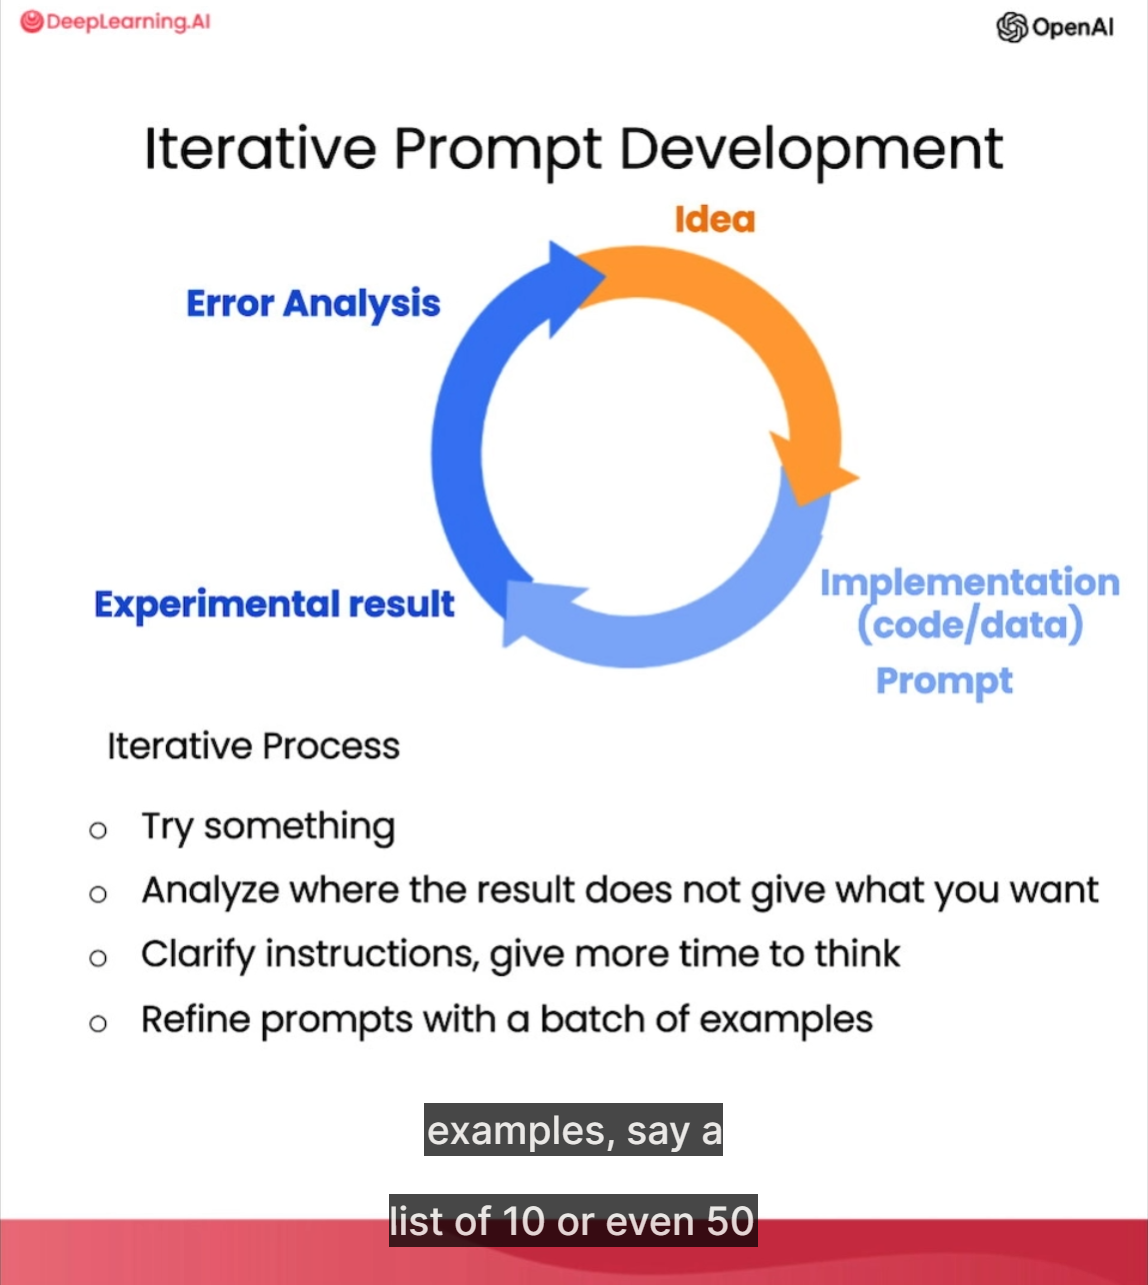 DeepLearning.AI
OpenAI
Iterative Prompt Development
Idea
Error Analysis
Experimental result
Implementation
(code/data)
Prompt
Iterative Process
Try something
Analyze where the result does not give what you want
Clarify instructions, give more time to think
Refine prompts with a batch of examples
examples, say a
list of 10 or even 50